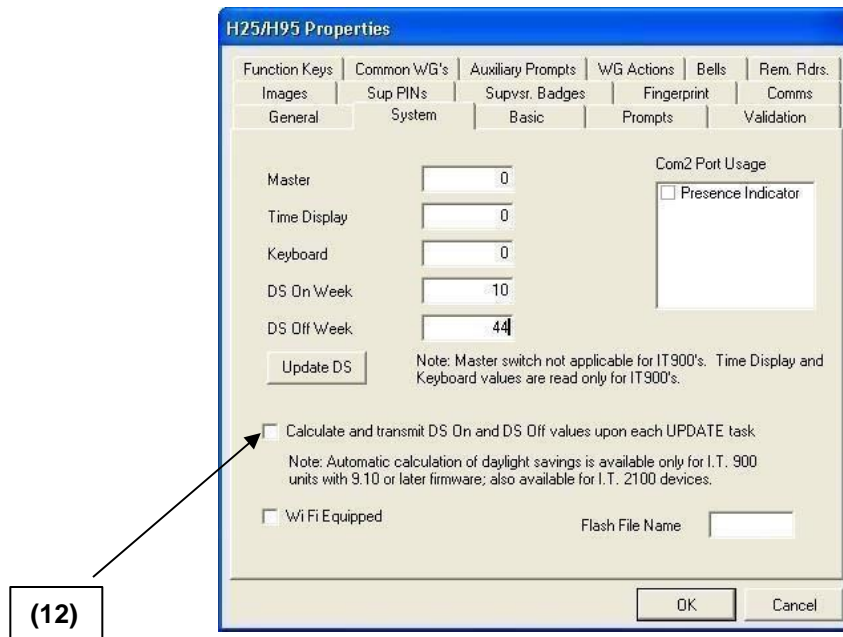 H25/H95 Properties
Function Keys Common WG's Auxiliary Prompts WG Actions Bells Rem. Rdrs.
Images Sup PINs Supvsr. Badges Fingerprint Comms
General System Basic Prompts Validation
Master 0
Time Display 0
Keyboard 0
DS On Week 10
DS Off Week 44
Com2 Port Usage
Presence Indicator
Update DS
Note: Master switch not applicable for IT900's. Time Display and
Keyboard values are read only for IT900's.
Calculate and transmit DS On and DS Off values upon each UPDATE task
Note: Automatic calculation of daylight savings is available only for I.T. 900
units with 9.10 or later firmware; also available for I.T. 2100 devices.
Wi Fi Equipped
Flash File Name
OK Cancel
(12)